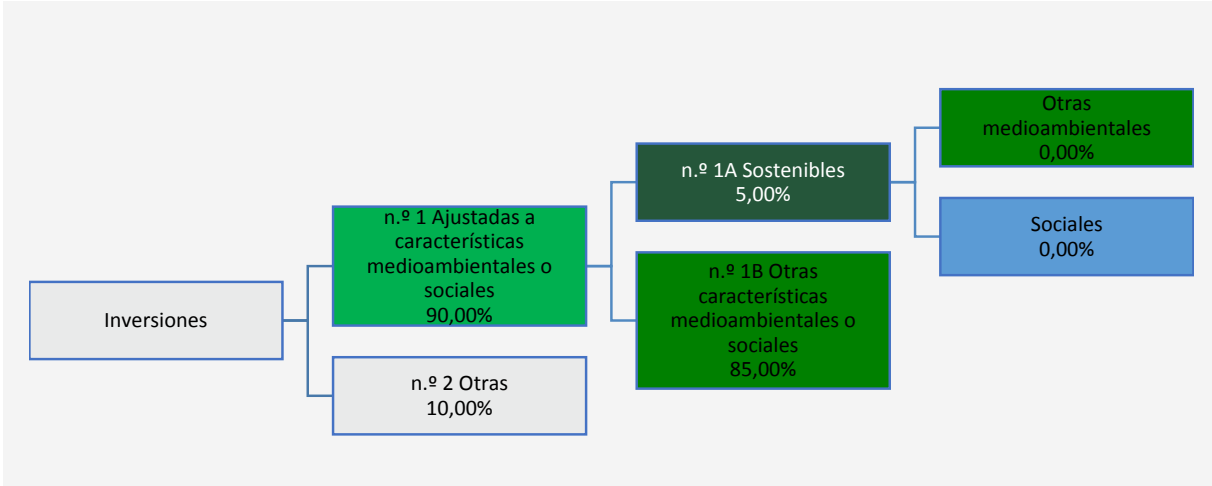 Inversiones
n.º 1 Ajustadas a
características
medioambientales o
sociales
90,00%
n.º 2 Otras
10,00%
n.º 1A Sostenibles
5,00%
n.º 1B Otras
características
medioambientales o
sociales
85,00%
Otras
medioambientales
0,00%
Sociales
0,00%